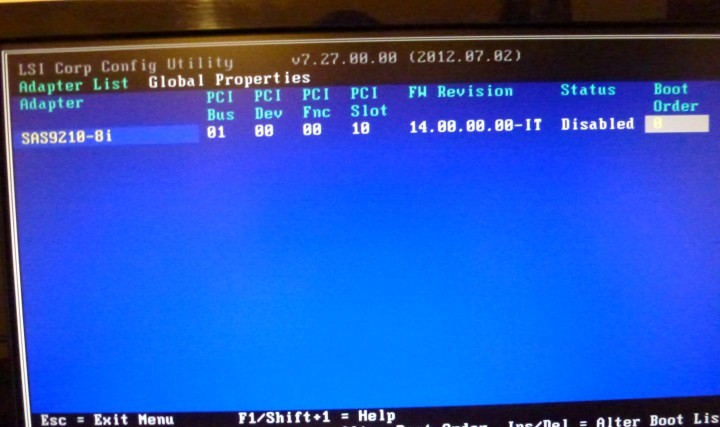 LSI Corp Config Utility v7.27.00.00 (2012.07.02)
Adapter List Global Properties
Adapter PCI Bus PCI Dev PCI Fnc PCI Slot FW Revision Status Boot Order
SAS9210-8i 01 00 00 10 14.00.00.00-IT Disabled 0
Esc = Exit Menu F1/Shift+1 = Help
Boot Order Ins/Del = Alter Boot Lis